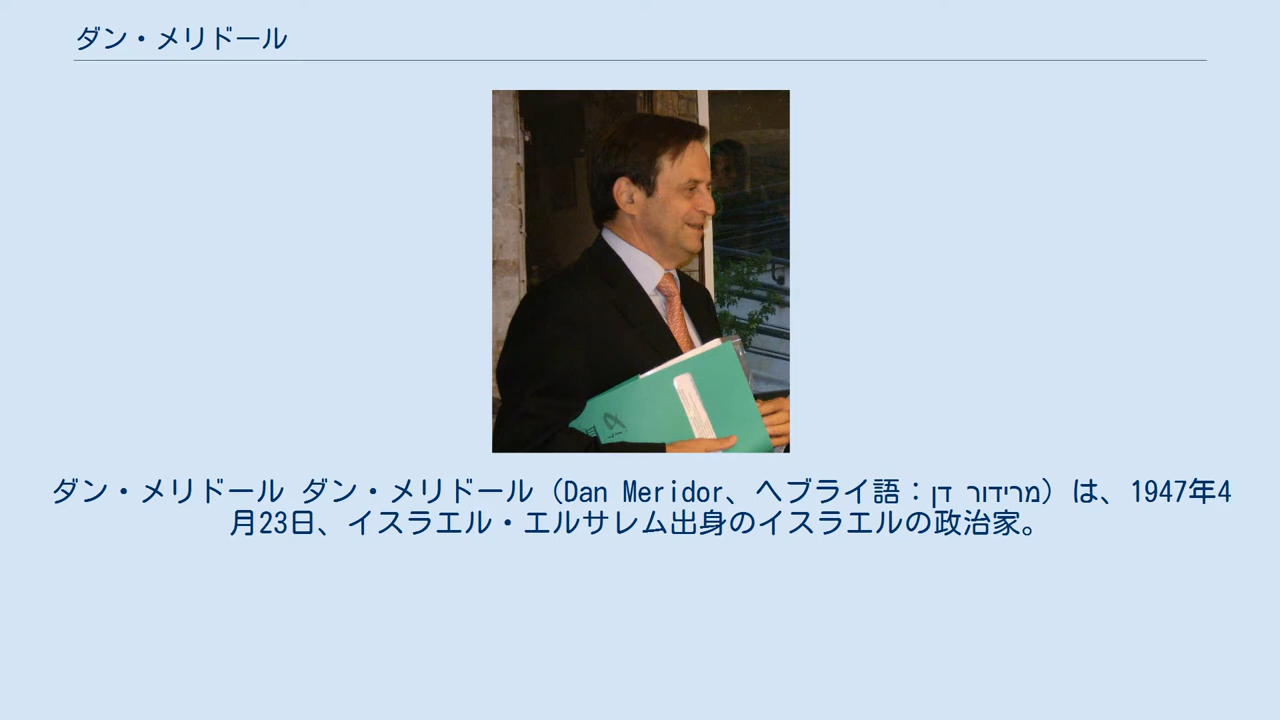 ダン・メリドール
ダン・メリドール ダン・メリドール（Dan Meridor、ヘブライ語：דן מרידור）は、1947年4
月23日、イスラエル・エルサレム出身のイスラエルの政治家。